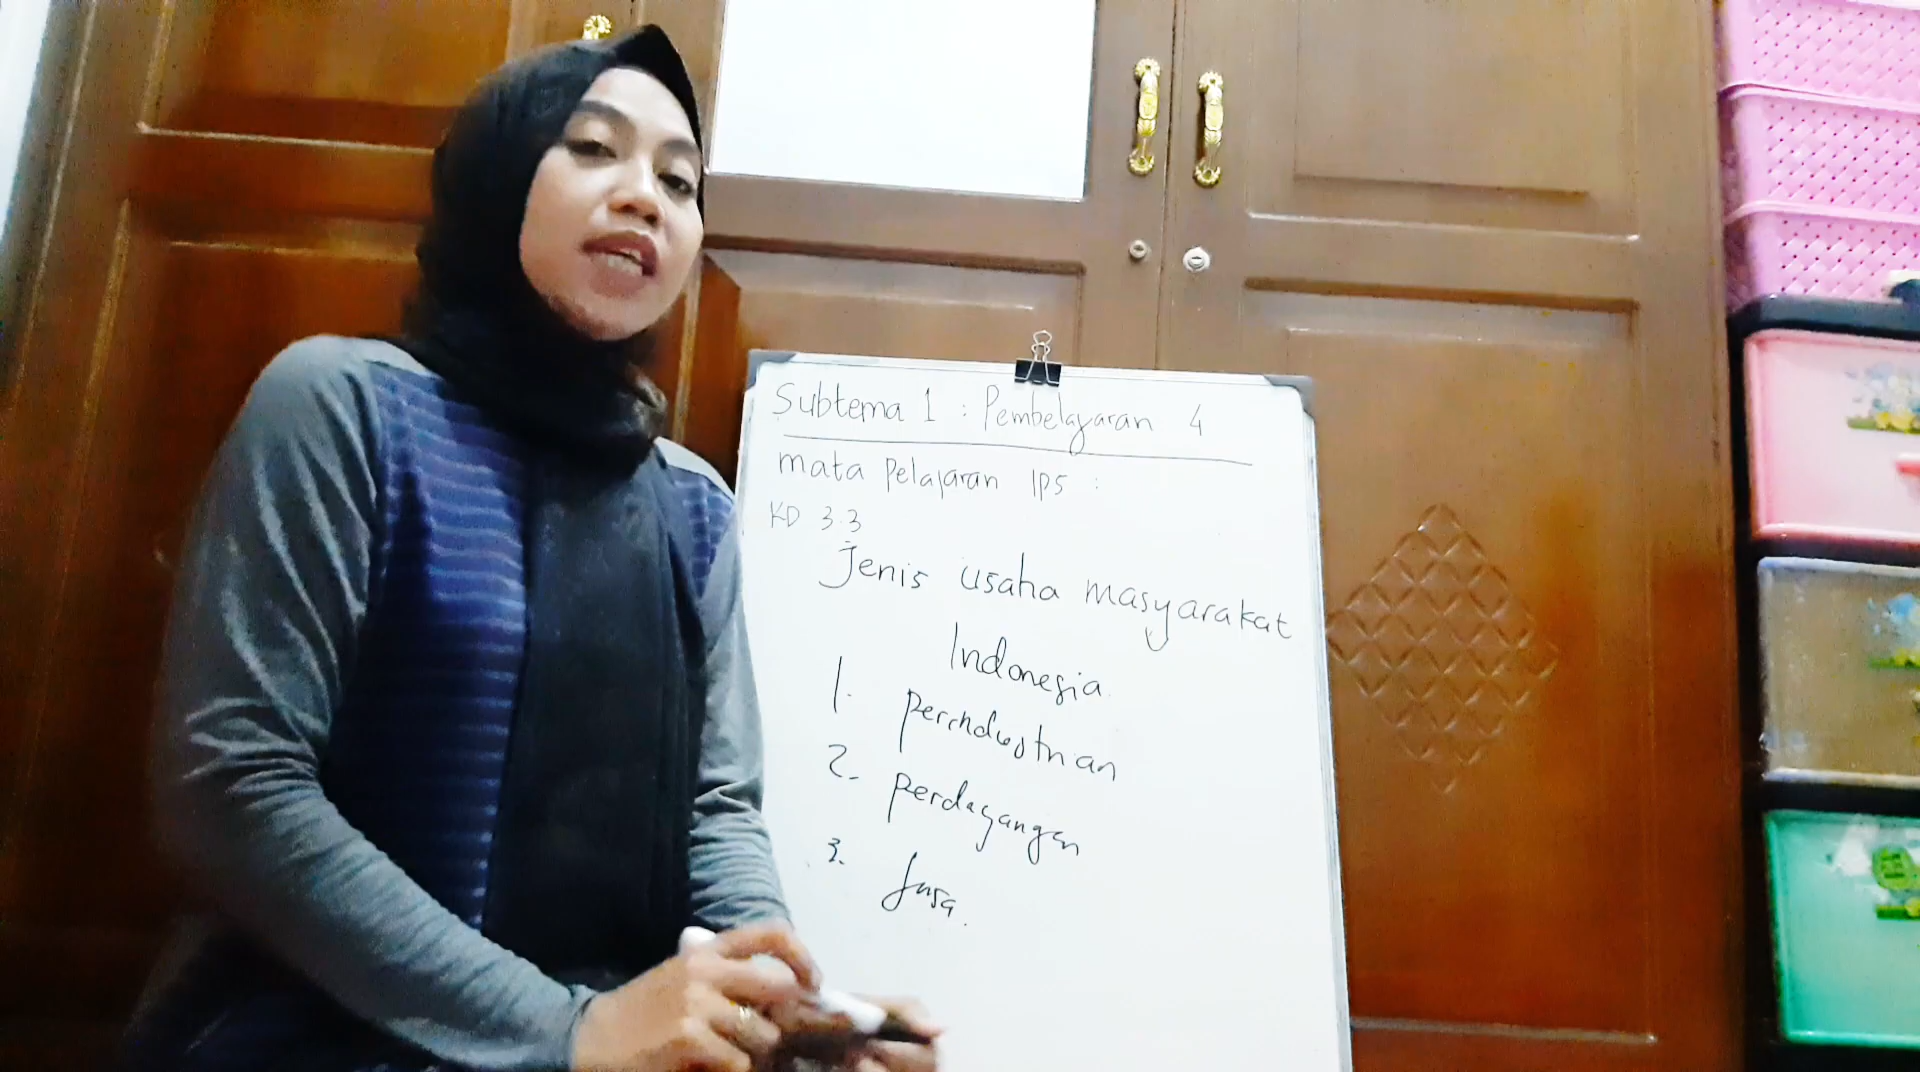 Subtema 1 : Pembelajaran 4
mata pelajaran IPS :
KD 3.3
Jenis usaha masyarakat
Indonesia.
1. perindustrian
2. perdagangan
3. Jasa.